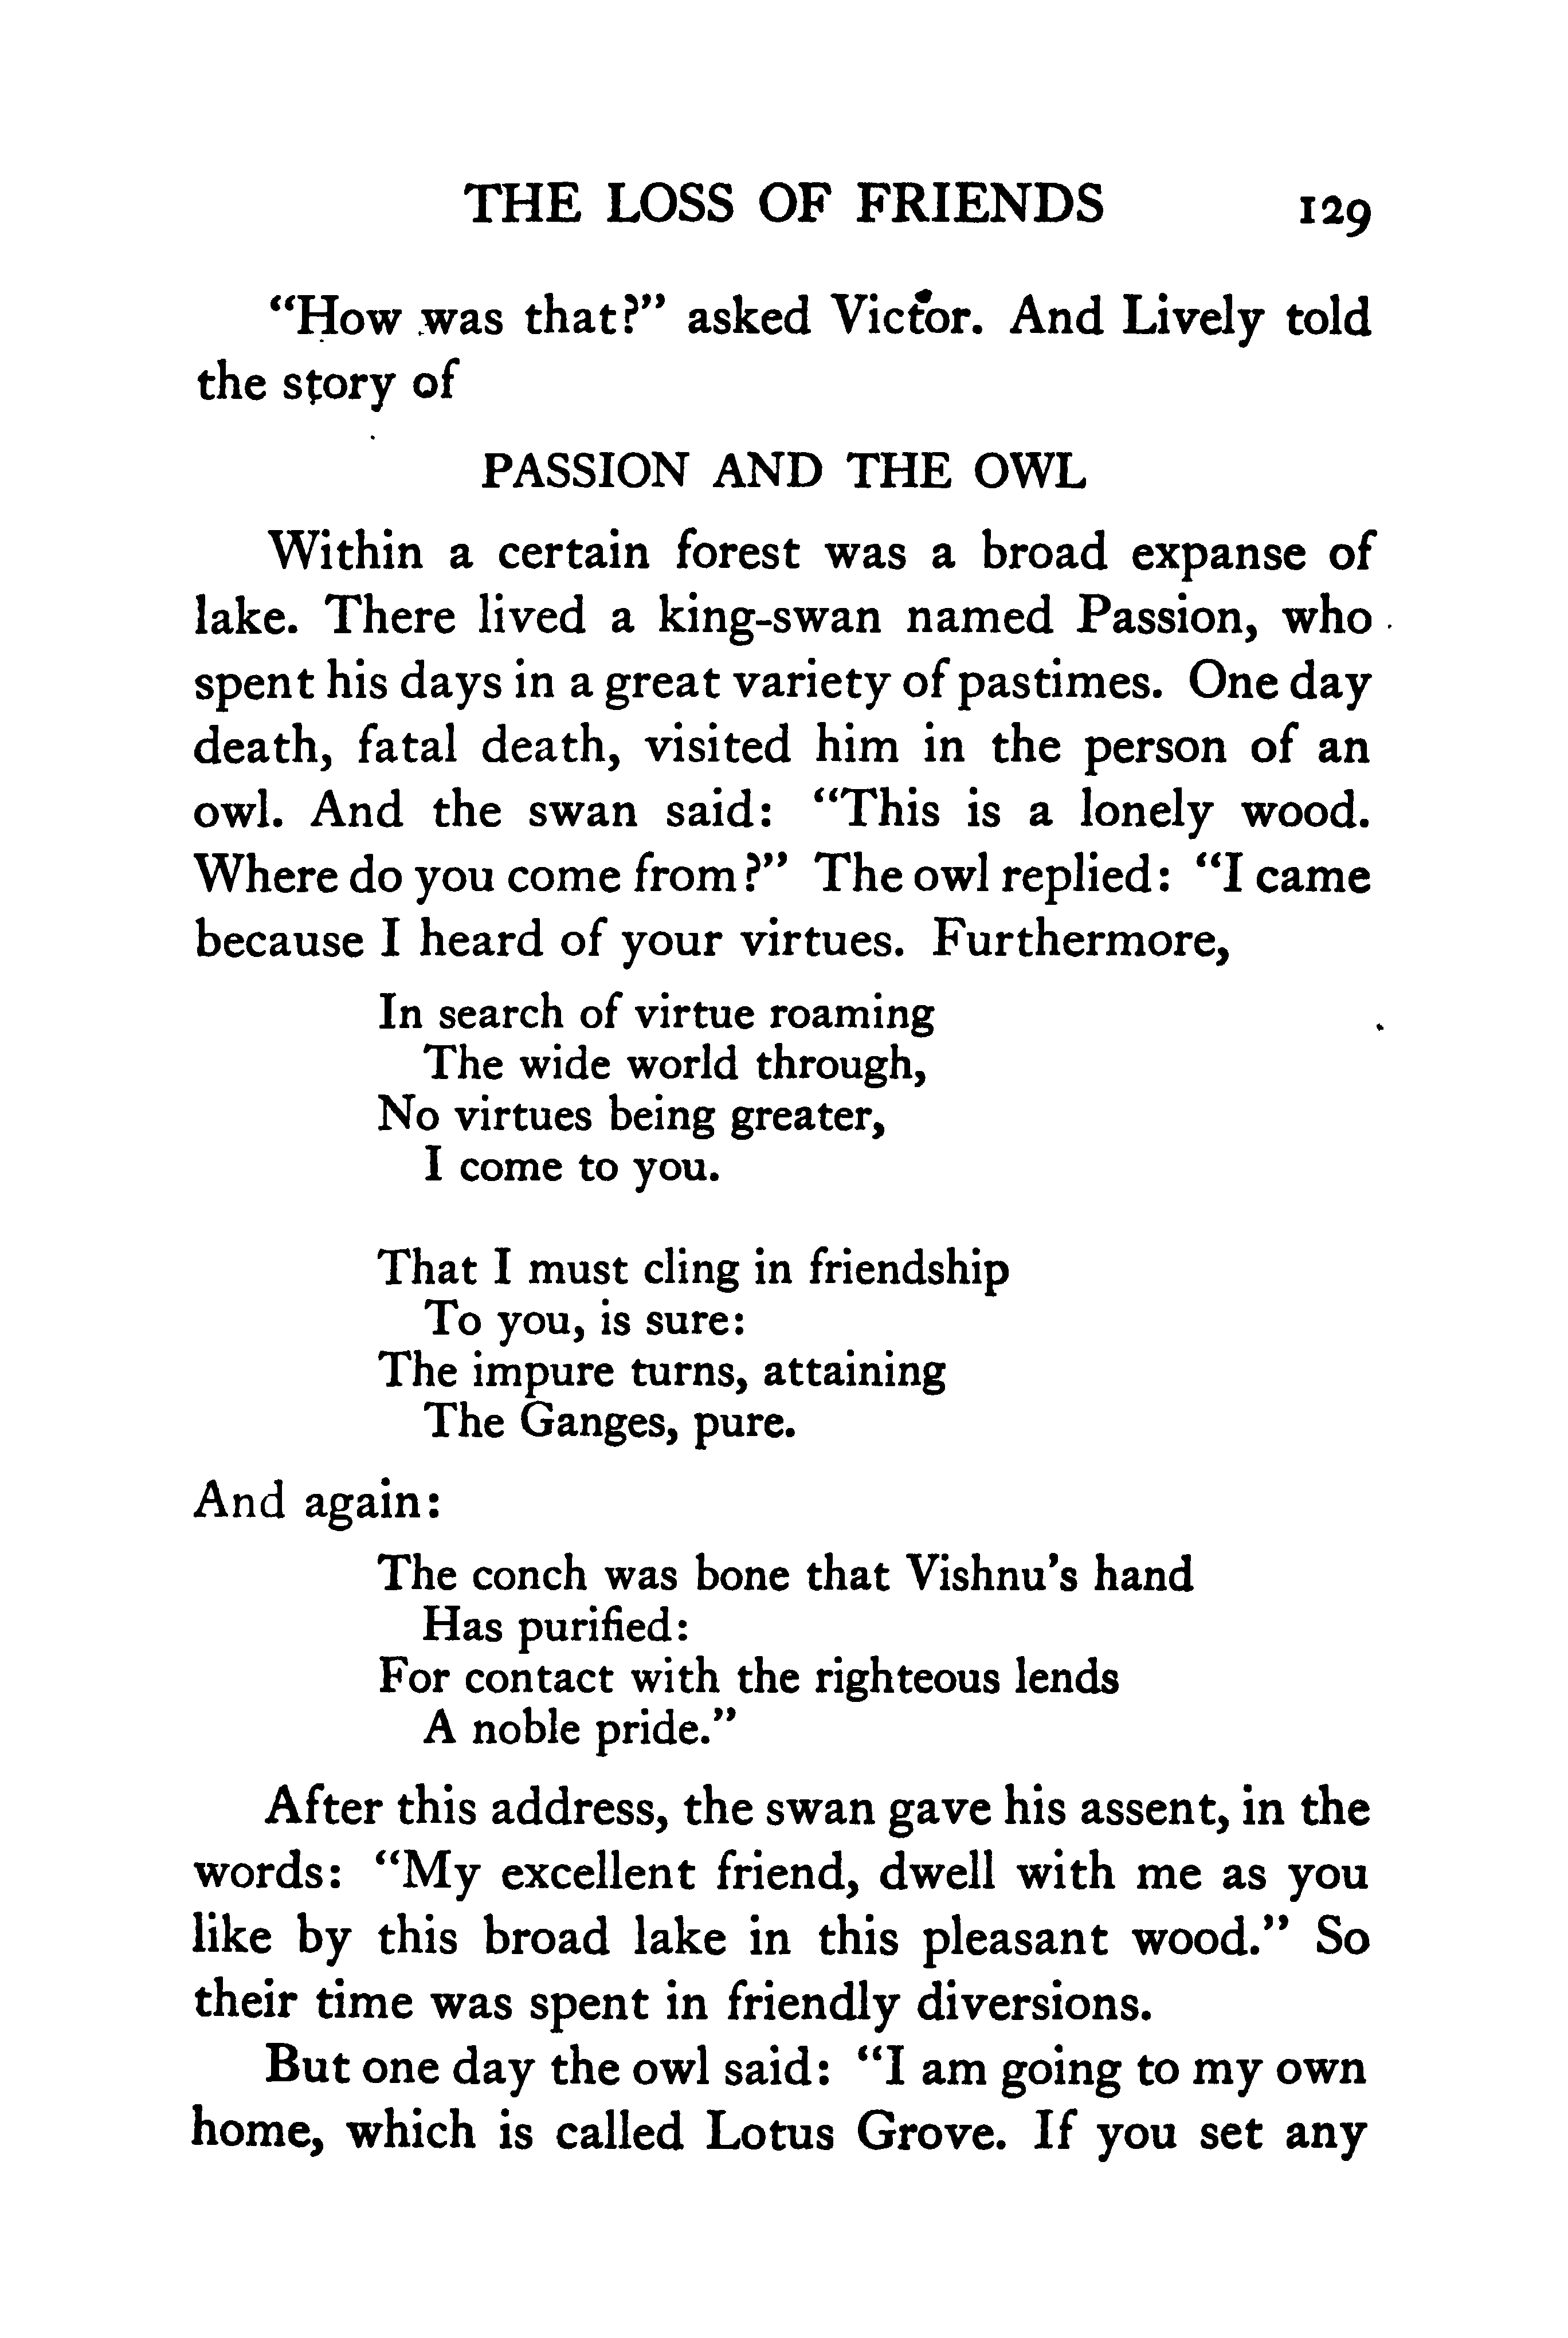 THE LOSS OF FRIENDS 129
“How was that?” asked Victor. And Lively told
the story of
PASSION AND THE OWL
Within a certain forest was a broad expanse of
lake. There lived a king-swan named Passion, who
spent his days in a great variety of pastimes. One day
death, fatal death, visited him in the person of an
owl. And the swan said: “This is a lonely wood.
Where do you come from?” The owl replied: “I came
because I heard of your virtues. Furthermore,
In search of virtue roaming
The wide world through,
No virtues being greater,
I come to you.
That I must cling in friendship
To you, is sure:
The impure turns, attaining
The Ganges, pure.
And again:
The conch was bone that Vishnu’s hand
Has purified:
For contact with the righteous lends
A noble pride.”
After this address, the swan gave his assent, in the
words: “My excellent friend, dwell with me as you
like by this broad lake in this pleasant wood.” So
their time was spent in friendly diversions.
But one day the owl said: “I am going to my own
home, which is called Lotus Grove. If you set any